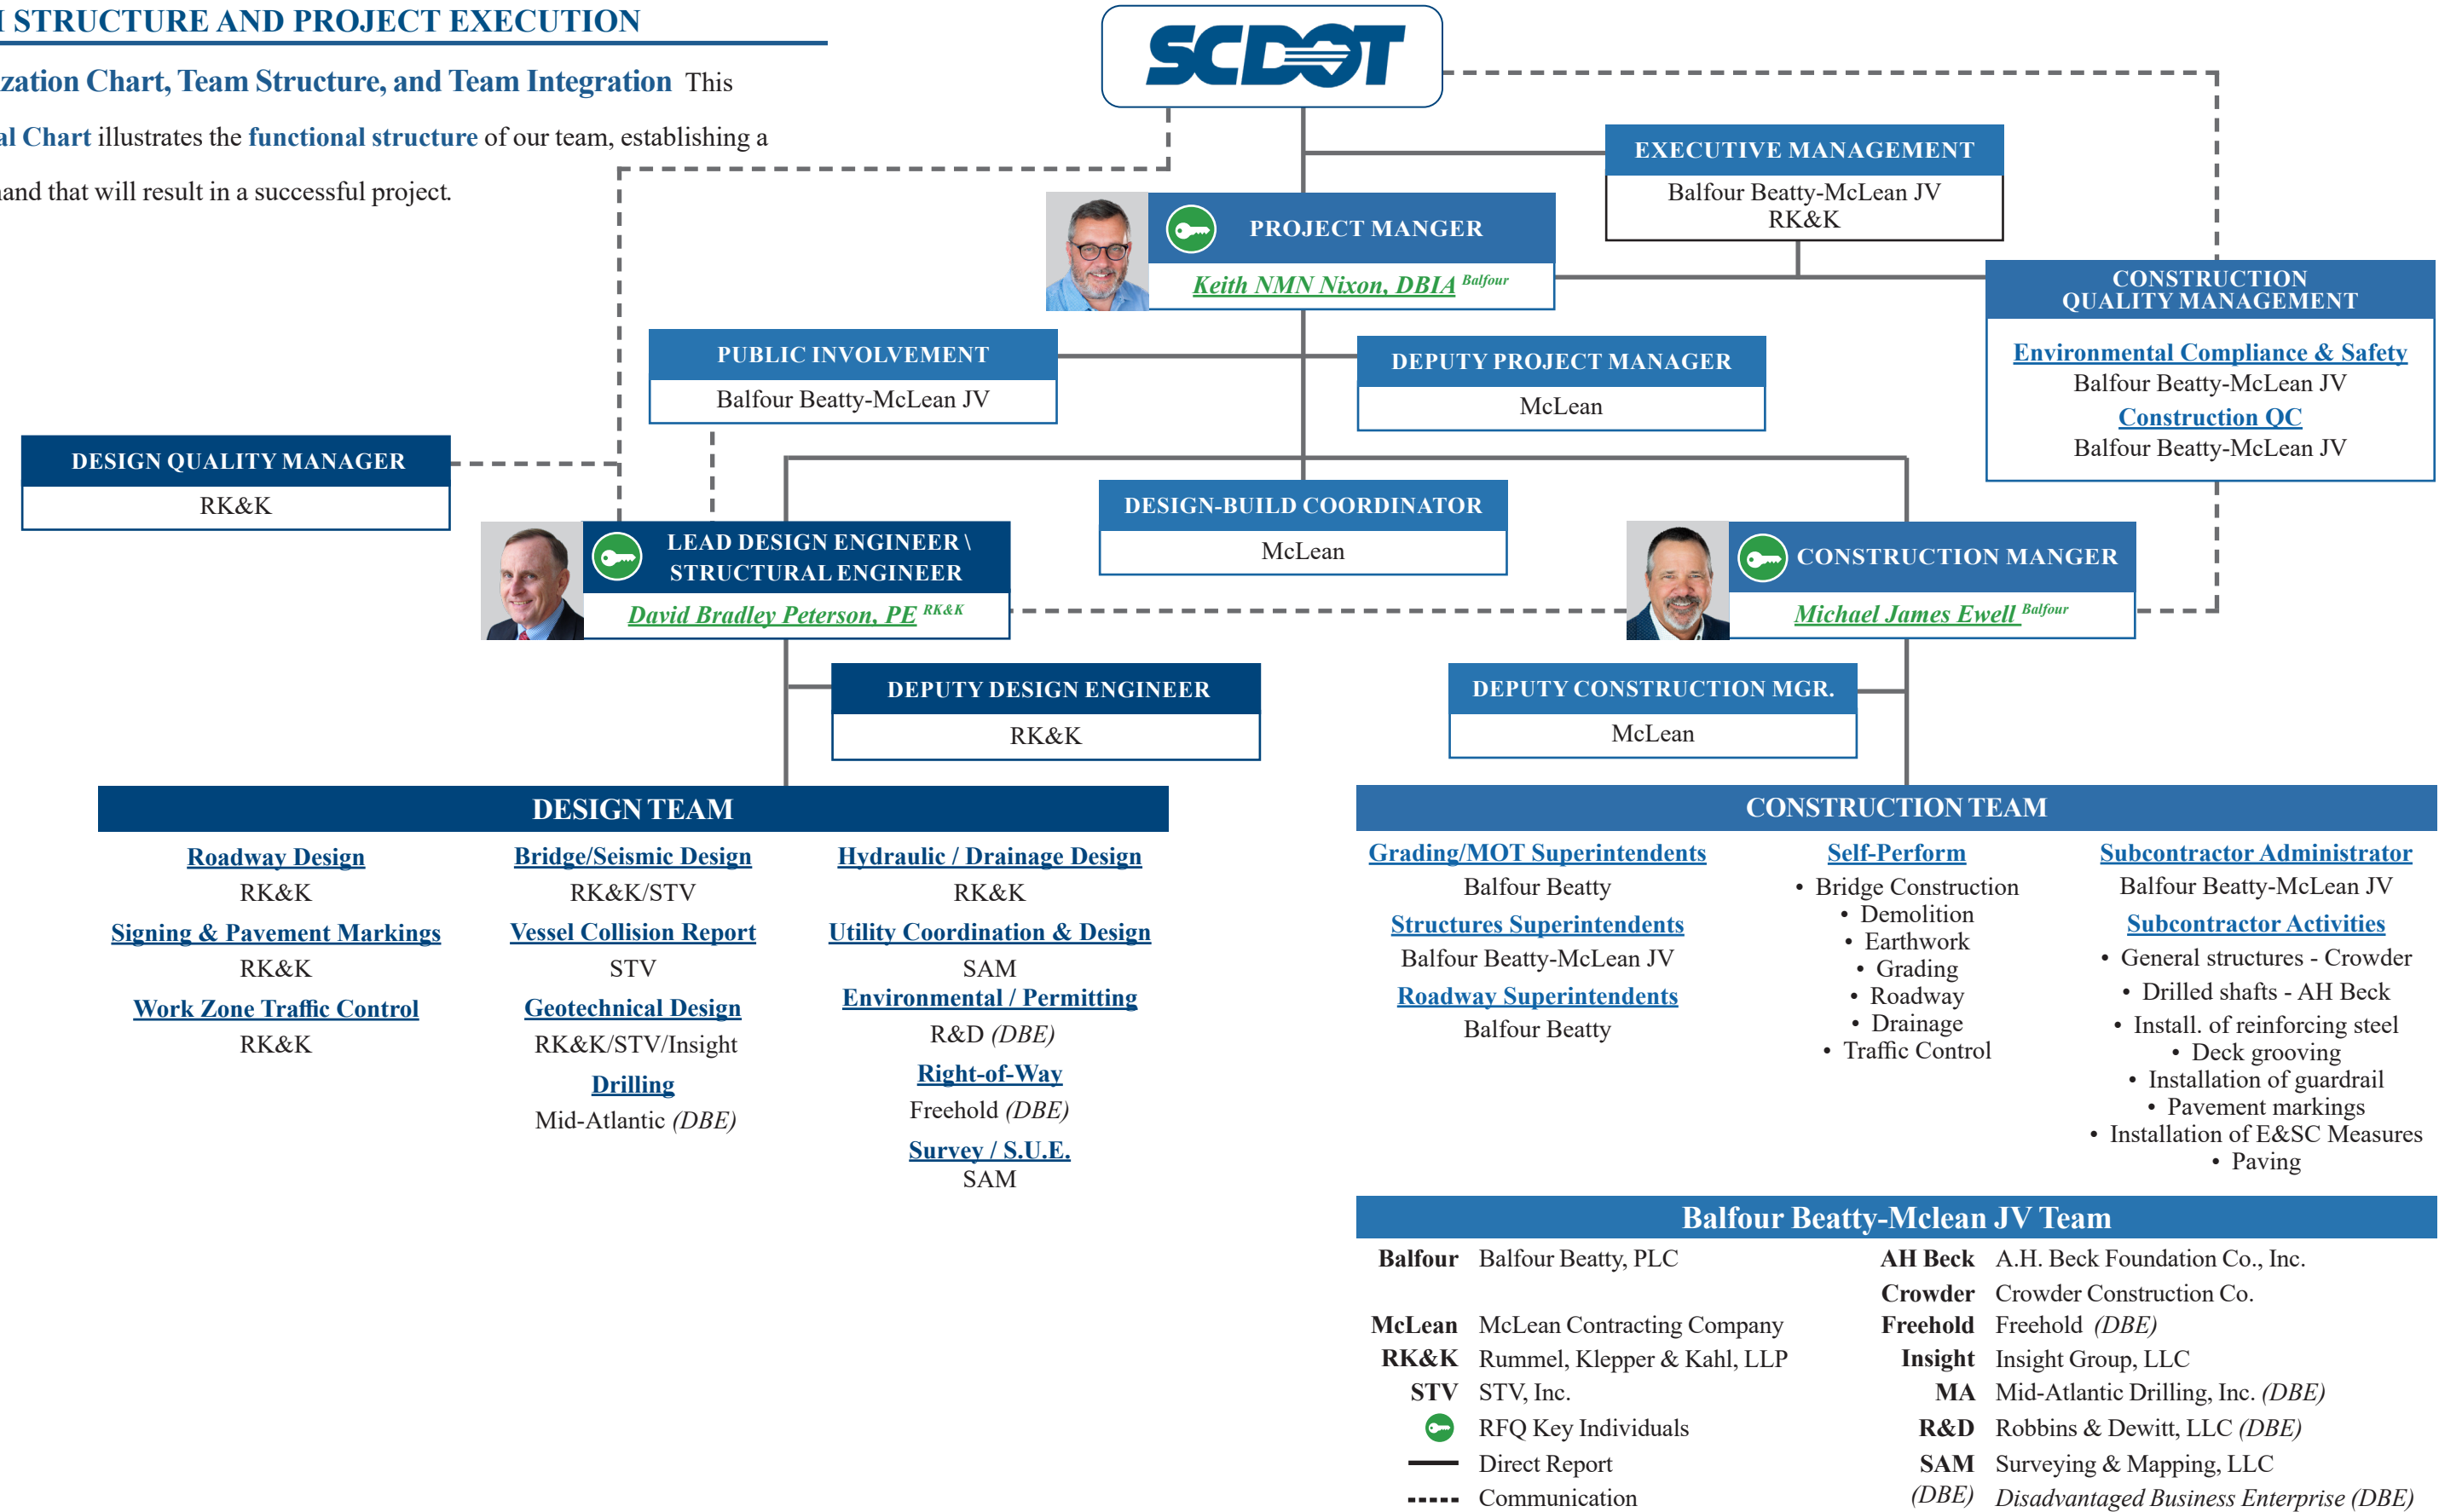 STRUCTURE AND PROJECT EXECUTION
zation Chart, Team Structure, and Team Integration This
al Chart illustrates the functional structure of our team, establishing a
and that will result in a successful project.
SCDOT
EXECUTIVE MANAGEMENT
Balfour Beatty-McLean JV
RK&K
PROJECT MANGER
Keith NMN Nixon, DBIA Balfour
CONSTRUCTION
QUALITY MANAGEMENT
Environmental Compliance & Safety
Balfour Beatty-McLean JV
Construction QC
Balfour Beatty-McLean JV
PUBLIC INVOLVEMENT
Balfour Beatty-McLean JV
DEPUTY PROJECT MANAGER
McLean
DESIGN QUALITY MANAGER
RK&K
DESIGN-BUILD COORDINATOR
McLean
LEAD DESIGN ENGINEER \
STRUCTURAL ENGINEER
David Bradley Peterson, PE RK&K
CONSTRUCTION MANGER
Michael James Ewell Balfour
DEPUTY DESIGN ENGINEER
RK&K
DEPUTY CONSTRUCTION MGR.
McLean
DESIGN TEAM
Roadway Design
RK&K
Signing & Pavement Markings
RK&K
Work Zone Traffic Control
RK&K
Bridge/Seismic Design
RK&K/STV
Vessel Collision Report
STV
Geotechnical Design
RK&K/STV/Insight
Drilling
Mid-Atlantic (DBE)
Hydraulic / Drainage Design
RK&K
Utility Coordination & Design
SAM
Environmental / Permitting
R&D (DBE)
Right-of-Way
Freehold (DBE)
Survey / S.U.E.
SAM
CONSTRUCTION TEAM
Grading/MOT Superintendents
Balfour Beatty
Structures Superintendents
Balfour Beatty-McLean JV
Roadway Superintendents
Balfour Beatty
Self-Perform
• Bridge Construction
• Demolition
• Earthwork
• Grading
• Roadway
• Drainage
• Traffic Control
Subcontractor Administrator
Balfour Beatty-McLean JV
Subcontractor Activities
• General structures - Crowder
• Drilled shafts - AH Beck
• Install. of reinforcing steel
• Deck grooving
• Installation of guardrail
• Pavement markings
• Installation of E&SC Measures
• Paving
Balfour Beatty-Mclean JV Team
Balfour Balfour Beatty, PLC
McLean McLean Contracting Company
RK&K Rummel, Klepper & Kahl, LLP
STV STV, Inc.
RFQ Key Individuals
Direct Report
Communication
AH Beck A.H. Beck Foundation Co., Inc.
Crowder Crowder Construction Co.
Freehold Freehold (DBE)
Insight Insight Group, LLC
MA Mid-Atlantic Drilling, Inc. (DBE)
R&D Robbins & Dewitt, LLC (DBE)
SAM Surveying & Mapping, LLC
(DBE) Disadvantaged Business Enterprise (DBE)